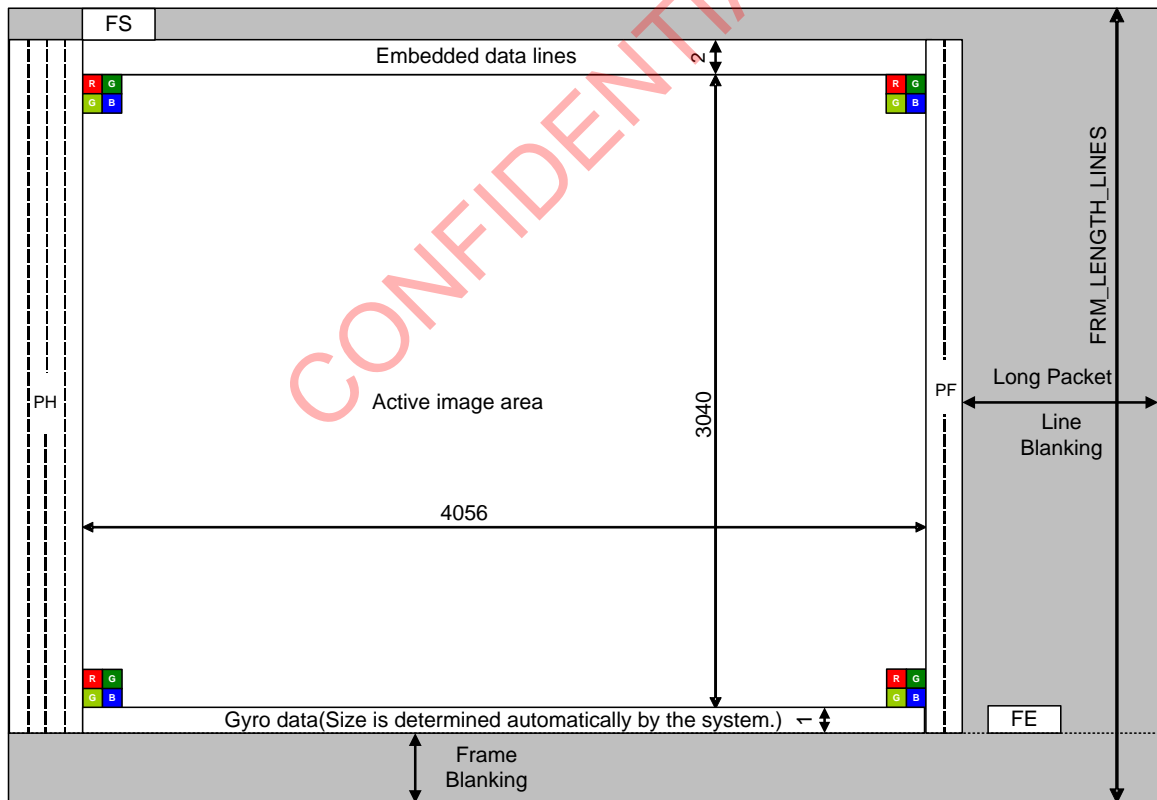 FS
Embedded data lines
2
R G
G B
R G
G B
FRM_LENGTH_LINES
CONFIDENTIA
PH
Active image area
3040
PF
Long Packet
Line
Blanking
4056
R G
G B
R G
G B
Gyro data(Size is determined automatically by the system.)
1
FE
Frame
Blanking